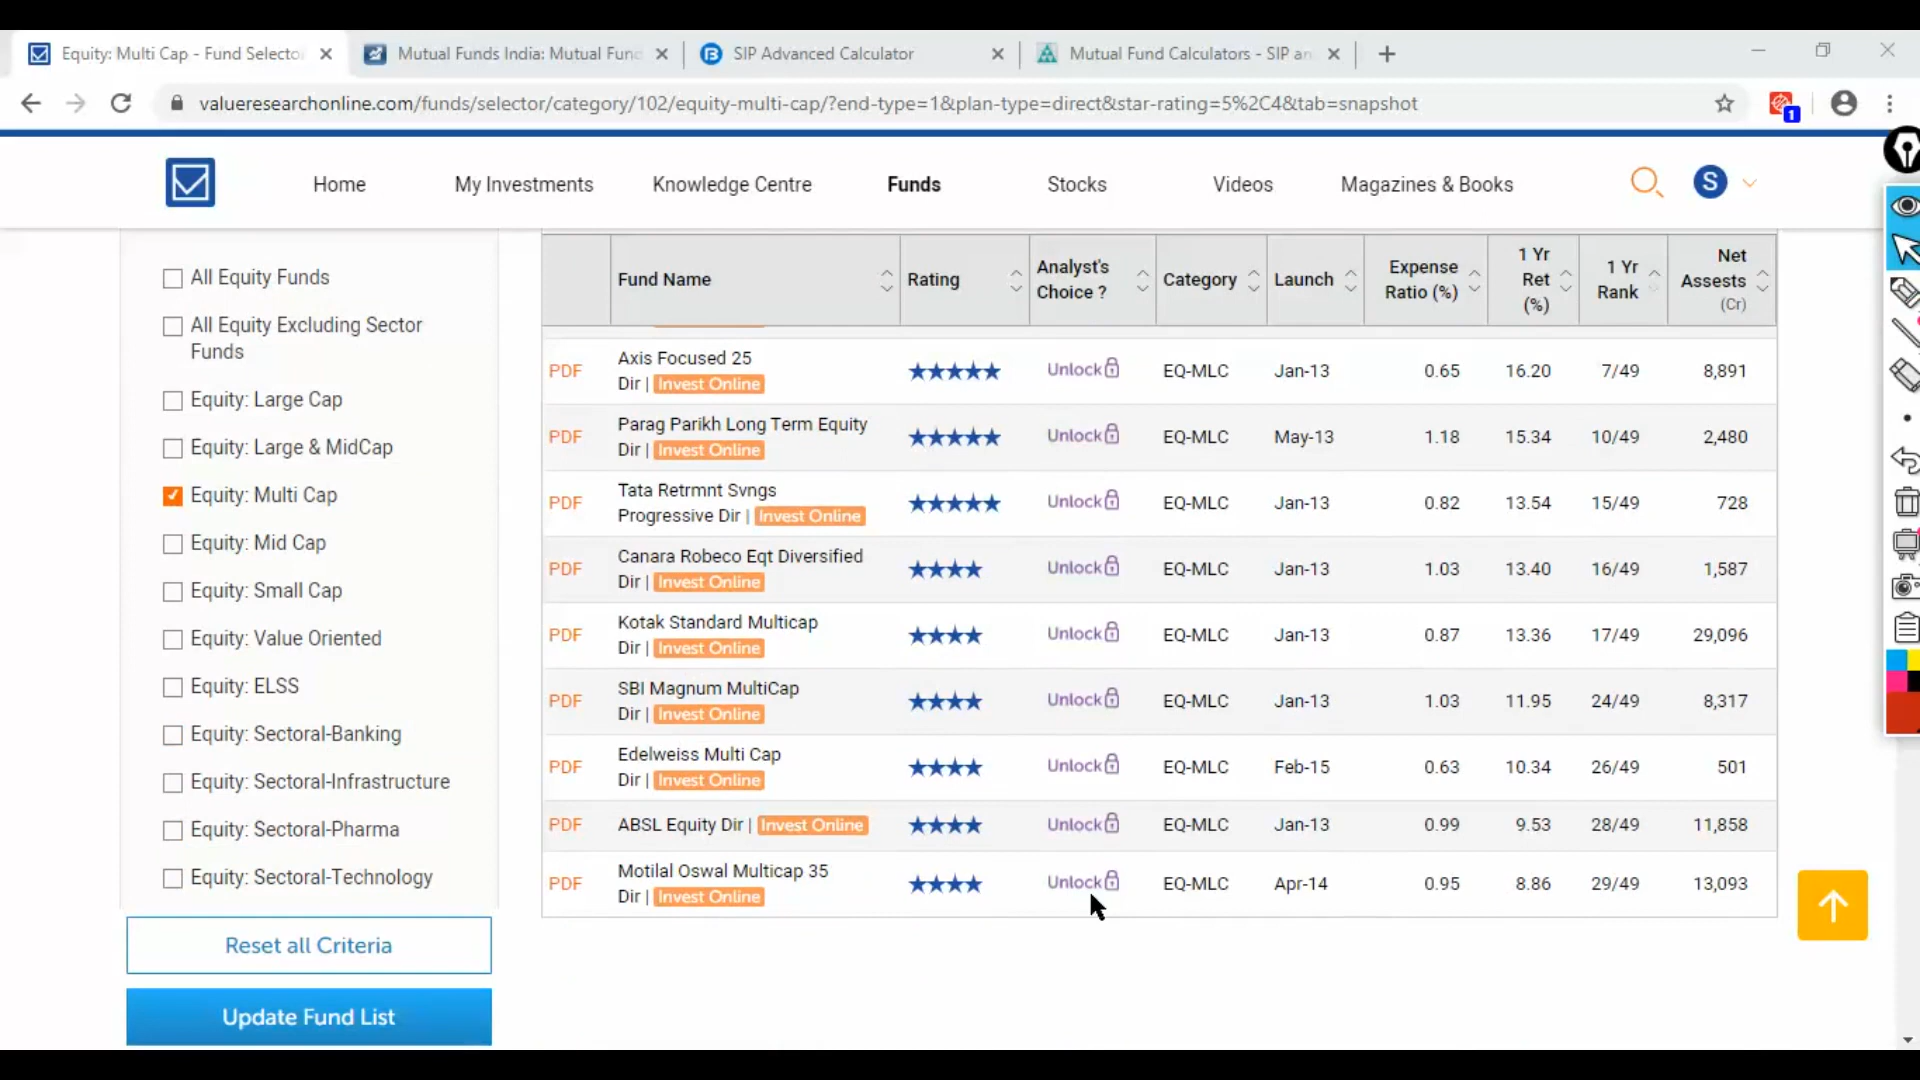 Equity: Multi Cap - Fund Selecto
Mutual Funds India: Mutual Fund
SIP Advanced Calculator
Mutual Fund Calculators - SIP an
valueresearchonline.com/funds/selector/category/102/equity-multi-cap/?end-type=1&plan-type=direct&star-rating=5%2C4&tab=snapshot
1
Home
My Investments
Knowledge Centre
Funds
Stocks
Videos
Magazines & Books
S
All Equity Funds
All Equity Excluding Sector
Funds
Equity: Large Cap
Equity: Large & MidCap
Equity: Multi Cap
Equity: Mid Cap
Equity: Small Cap
Equity: Value Oriented
Equity: ELSS
Equity: Sectoral-Banking
Equity: Sectoral-Infrastructure
Equity: Sectoral-Pharma
Equity: Sectoral-Technology
Reset all Criteria
Update Fund List
Fund Name Rating Analyst's Choice ? Category Launch Expense Ratio (%) 1 Yr Ret (%) 1 Yr Rank Net Assests (Cr)
PDF Axis Focused 25 Dir | Invest Online Unlock EQ-MLC Jan-13 0.65 16.20 7/49 8,891
PDF Parag Parikh Long Term Equity Dir | Invest Online Unlock EQ-MLC May-13 1.18 15.34 10/49 2,480
PDF Tata Retrmnt Svngs Progressive Dir | Invest Online Unlock EQ-MLC Jan-13 0.82 13.54 15/49 728
PDF Canara Robeco Eqt Diversified Dir | Invest Online Unlock EQ-MLC Jan-13 1.03 13.40 16/49 1,587
PDF Kotak Standard Multicap Dir | Invest Online Unlock EQ-MLC Jan-13 0.87 13.36 17/49 29,096
PDF SBI Magnum MultiCap Dir | Invest Online Unlock EQ-MLC Jan-13 1.03 11.95 24/49 8,317
PDF Edelweiss Multi Cap Dir | Invest Online Unlock EQ-MLC Feb-15 0.63 10.34 26/49 501
PDF ABSL Equity Dir | Invest Online Unlock EQ-MLC Jan-13 0.99 9.53 28/49 11,858
PDF Motilal Oswal Multicap 35 Dir | Invest Online Unlock EQ-MLC Apr-14 0.95 8.86 29/49 13,093